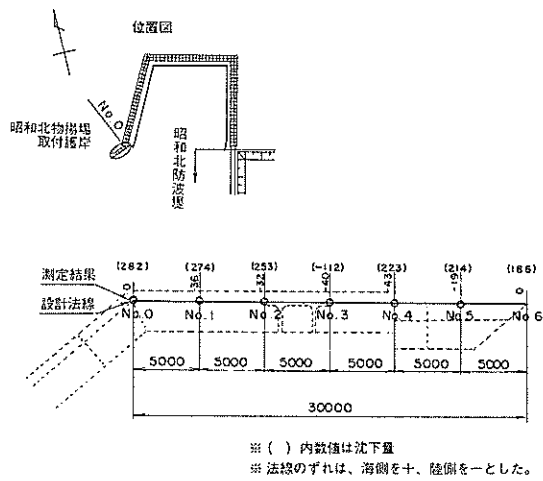 位置図
No.0
昭和北物揚場
取付護岸
昭和北防波堤
測定結果
設計法線
(282) (274) (253) (-112) (223) (214) (186)
0 -36 -32 -40 -43 -19 0
No.0 No.1 No.2 No.3 No.4 No.5 No.6
5000 5000 5000 5000 5000 5000
30000
※ ( ) 内数値は沈下量
※ 法線のずれは、海側を+、陸側を-とした。